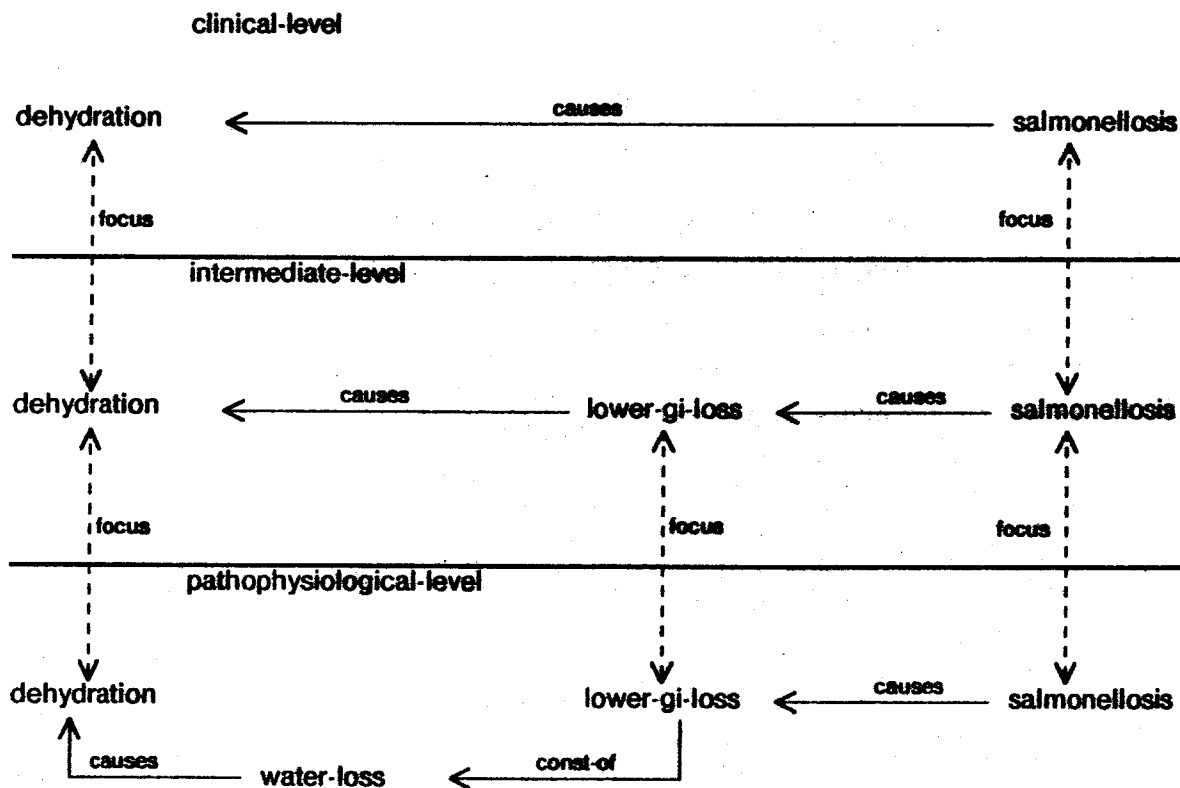 clinical-level
causes
dehydration
salmonellosis
focus
focus
intermediate-level
causes
causes
dehydration
lower-gi-loss
salmonellosis
focus
focus
focus
pathophysiological-level
causes
dehydration
lower-gi-loss
salmonellosis
causes
water-loss
const-of